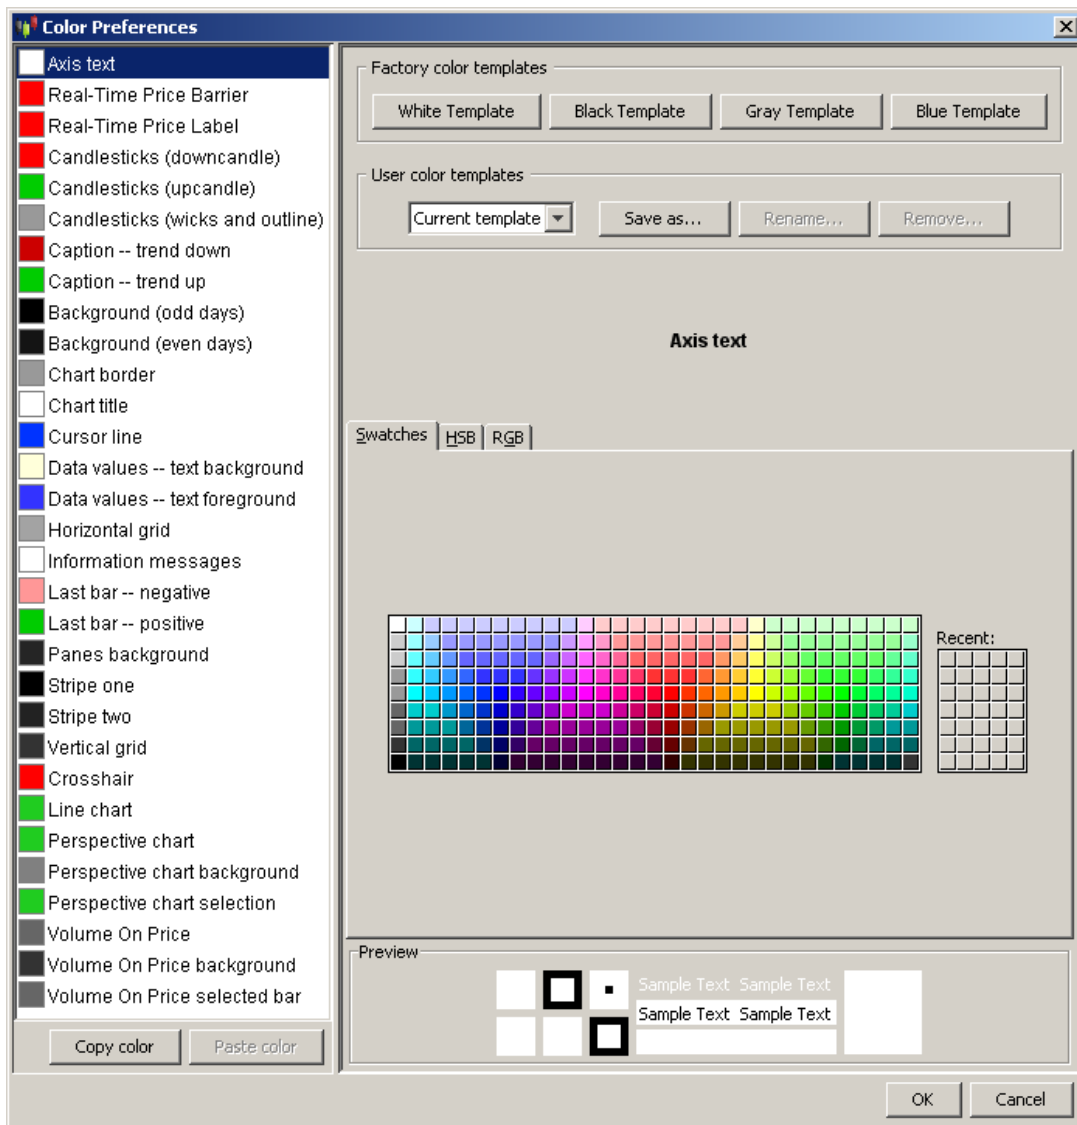 Color Preferences
Axis text
Real-Time Price Barrier
Real-Time Price Label
Candlesticks (downcandle)
Candlesticks (upcandle)
Candlesticks (wicks and outline)
Caption -- trend down
Caption -- trend up
Background (odd days)
Background (even days)
Chart border
Chart title
Cursor line
Data values -- text background
Data values -- text foreground
Horizontal grid
Information messages
Last bar -- negative
Last bar -- positive
Panes background
Stripe one
Stripe two
Vertical grid
Crosshair
Line chart
Perspective chart
Perspective chart background
Perspective chart selection
Volume On Price
Volume On Price background
Volume On Price selected bar
Copy color Paste color
Factory color templates
White Template Black Template Gray Template Blue Template
User color templates
Current template Save as... Rename... Remove...
Axis text
Swatches HSB RGB
Recent:
Preview
Sample Text Sample Text
Sample Text Sample Text
OK Cancel